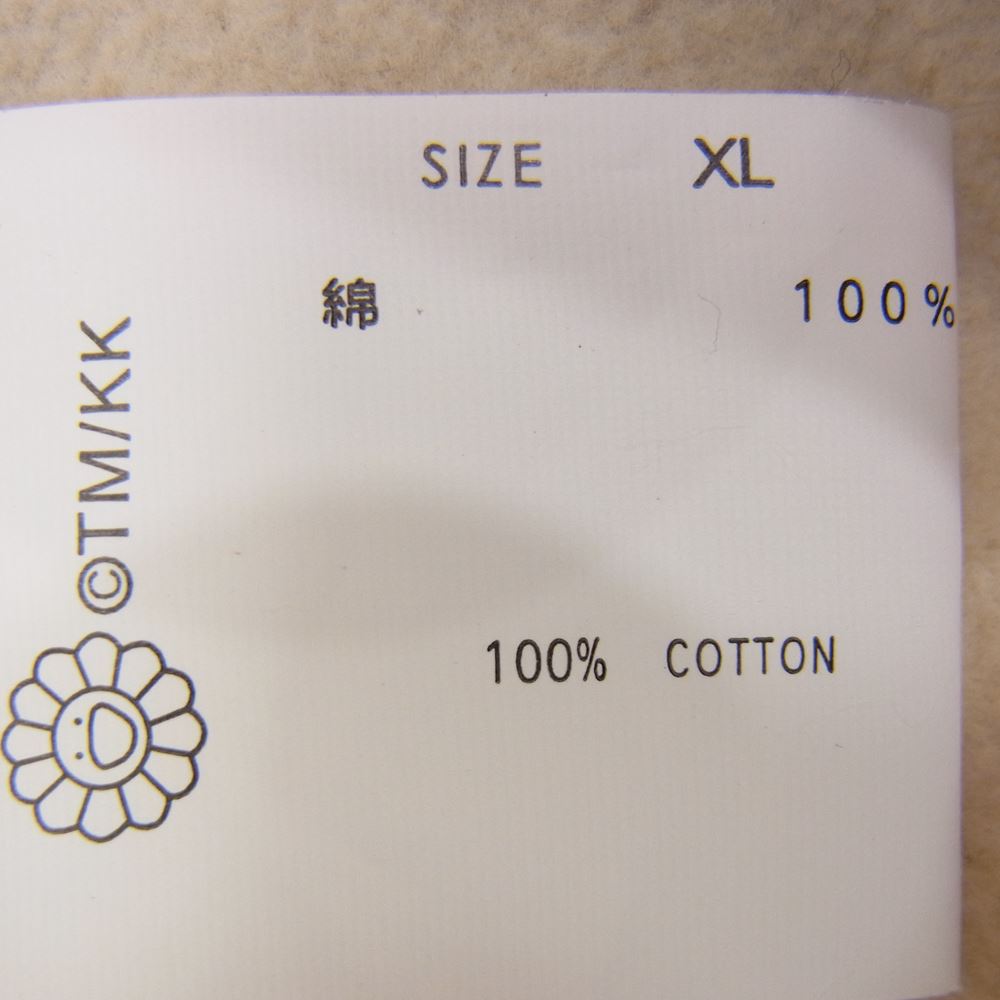 SIZE XL
綿 100%
©TM/KK
100% COTTON